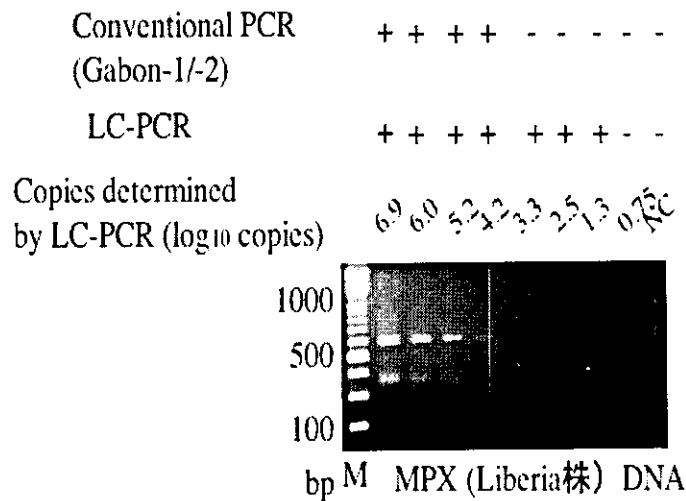 Conventional PCR + + + + - - - - -
(Gabon-1/-2)
LC-PCR + + + + + + + - -
Copies determined
by LC-PCR (log10 copies) 6.9 6.0 5.2 4.2 3.3 2.5 1.3 0.75 NC
1000
500
100
bp M MPX (Liberia株) DNA